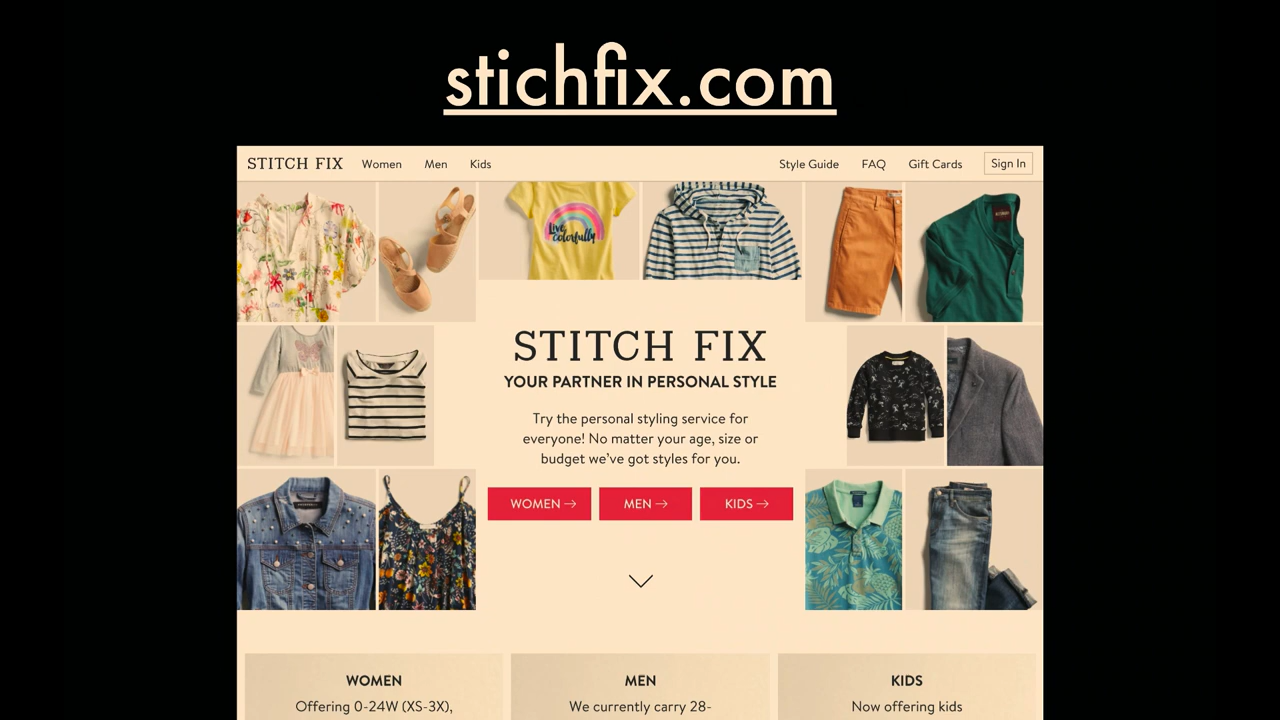 stichfix.com
STITCH FIX Women Men Kids Style Guide FAQ Gift Cards Sign In
Live
colorfully
STITCH FIX
YOUR PARTNER IN PERSONAL STYLE
Try the personal styling service for
everyone! No matter your age, size or
budget we’ve got styles for you.
WOMEN → MEN → KIDS →
WOMEN MEN KIDS
Offering 0-24W (XS-3X), We currently carry 28- Now offering kids